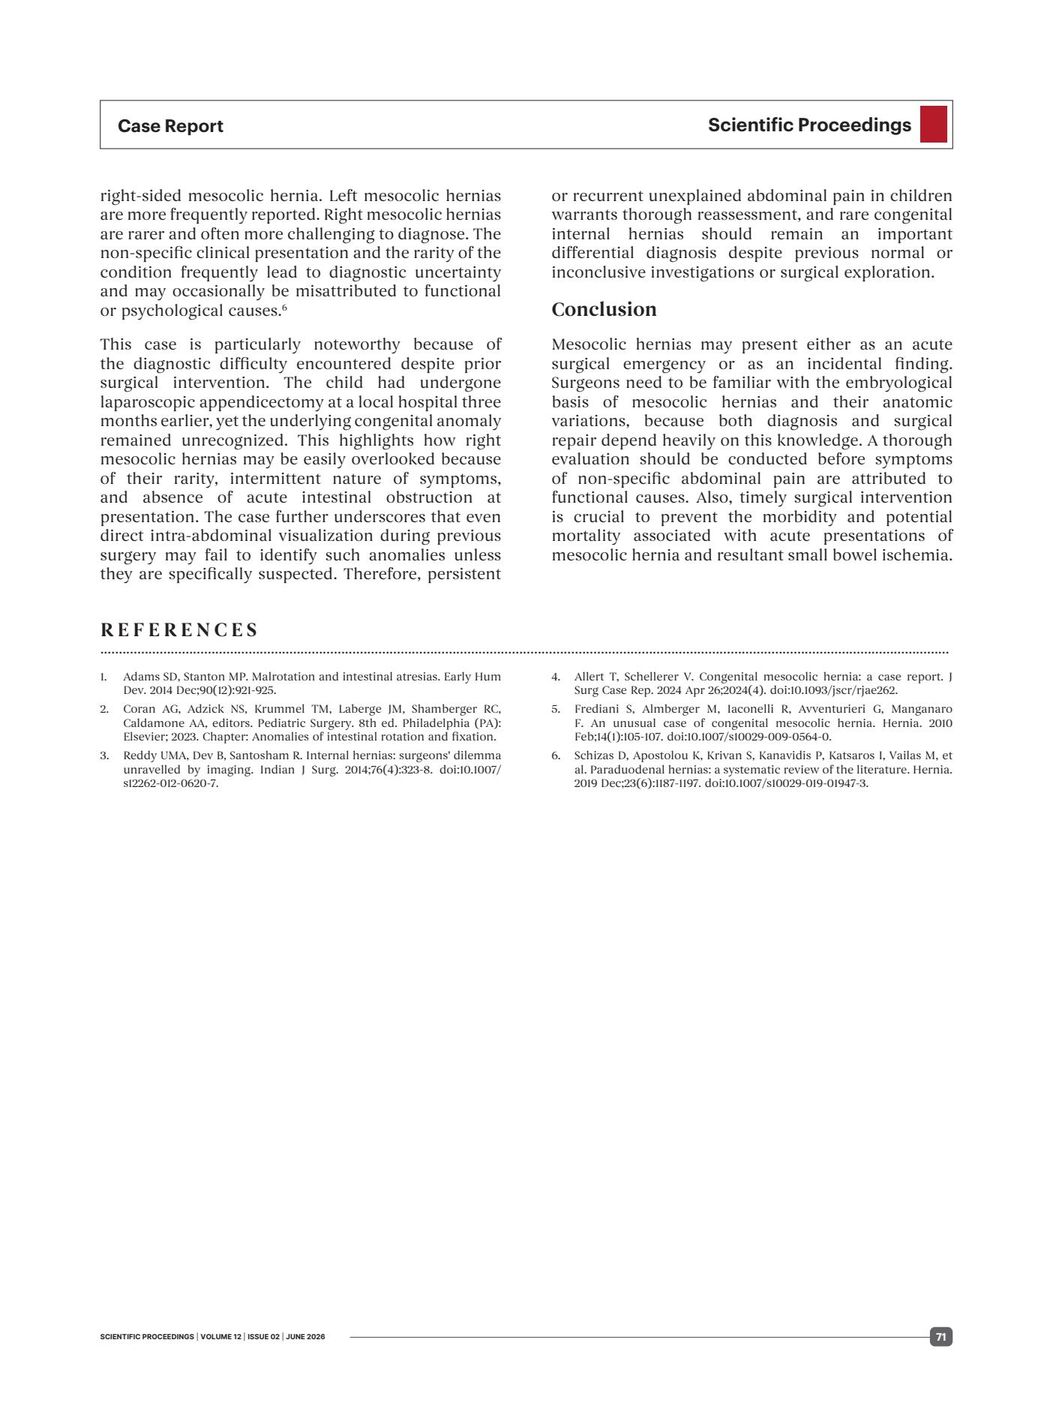 Case Report
Scientific Proceedings
right-sided mesocolic hernia. Left mesocolic hernias
are more frequently reported. Right mesocolic hernias
are rarer and often more challenging to diagnose. The
non-specific clinical presentation and the rarity of the
condition frequently lead to diagnostic uncertainty
and may occasionally be misattributed to functional
or psychological causes.⁶
This case is particularly noteworthy because of
the diagnostic difficulty encountered despite prior
surgical intervention. The child had undergone
laparoscopic appendicectomy at a local hospital three
months earlier, yet the underlying congenital anomaly
remained unrecognized. This highlights how right
mesocolic hernias may be easily overlooked because
of their rarity, intermittent nature of symptoms,
and absence of acute intestinal obstruction at
presentation. The case further underscores that even
direct intra-abdominal visualization during previous
surgery may fail to identify such anomalies unless
they are specifically suspected. Therefore, persistent
or recurrent unexplained abdominal pain in children
warrants thorough reassessment, and rare congenital
internal hernias should remain an important
differential diagnosis despite previous normal or
inconclusive investigations or surgical exploration.
Conclusion
Mesocolic hernias may present either as an acute
surgical emergency or as an incidental finding.
Surgeons need to be familiar with the embryological
basis of mesocolic hernias and their anatomic
variations, because both diagnosis and surgical
repair depend heavily on this knowledge. A thorough
evaluation should be conducted before symptoms
of non-specific abdominal pain are attributed to
functional causes. Also, timely surgical intervention
is crucial to prevent the morbidity and potential
mortality associated with acute presentations of
mesocolic hernia and resultant small bowel ischemia.
REFERENCES
1. Adams SD, Stanton MP. Malrotation and intestinal atresias. Early Hum
Dev. 2014 Dec;90(12):921-925.
2. Coran AG, Adzick NS, Krummel TM, Laberge JM, Shamberger RC,
Caldamone AA, editors. Pediatric Surgery. 8th ed. Philadelphia (PA):
Elsevier; 2023. Chapter: Anomalies of intestinal rotation and fixation.
3. Reddy UMA, Dev B, Santosham R. Internal hernias: surgeons' dilemma
unravelled by imaging. Indian J Surg. 2014;76(4):323-8. doi:10.1007/
s12262-012-0620-7.
4. Allert T, Schellerer V. Congenital mesocolic hernia: a case report. J
Surg Case Rep. 2024 Apr 26;2024(4). doi:10.1093/jscr/rjae262.
5. Frediani S, Almberger M, Iaconelli R, Avventurieri G, Manganaro
F. An unusual case of congenital mesocolic hernia. Hernia. 2010
Feb;14(1):105-107. doi:10.1007/s10029-009-0564-0.
6. Schizas D, Apostolou K, Krivan S, Kanavidis P, Katsaros I, Vailas M, et
al. Paraduodenal hernias: a systematic review of the literature. Hernia.
2019 Dec;23(6):1187-1197. doi:10.1007/s10029-019-01947-3.
SCIENTIFIC PROCEEDINGS | VOLUME 12 | ISSUE 02 | JUNE 2026
71